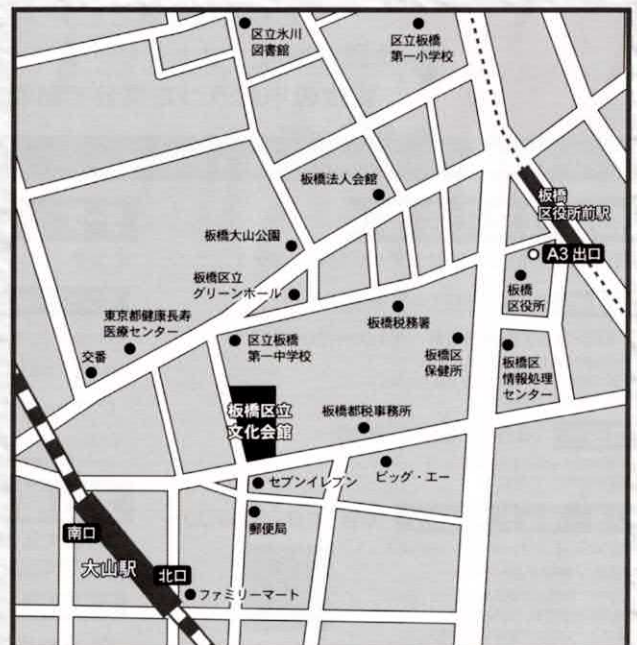 区立氷川
図書館
区立板橋
第一小学校
板橋法人会館
板橋
区役所前駅
板橋大山公園
A3出口
板橋区立
グリーンホール
板橋
区役所
東京都健康長寿
医療センター
板橋税務署
区立板橋
第一中学校
交番
板橋区
保健所
板橋区
情報処理
センター
板橋区立
文化会館
板橋都税事務所
セブンイレブン
ビッグ・エー
郵便局
南口
大山駅
北口
ファミリーマート